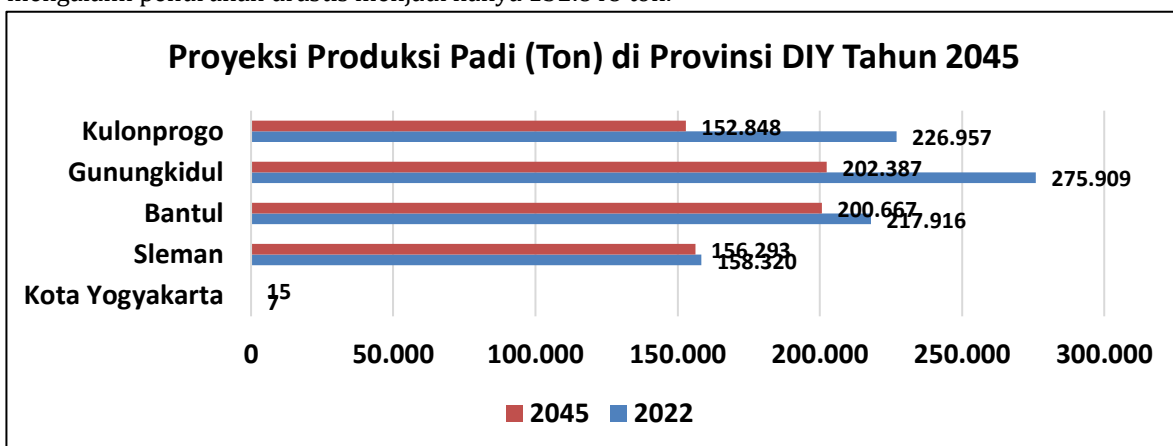 Proyeksi Produksi Padi (Ton) di Provinsi DIY Tahun 2045
Kulonprogo
152.848
226.957
Gunungkidul
202.387
275.909
Bantul
200.667
217.916
Sleman
156.293
158.320
Kota Yogyakarta
15
7
0 50.000 100.000 150.000 200.000 250.000 300.000
2045 2022